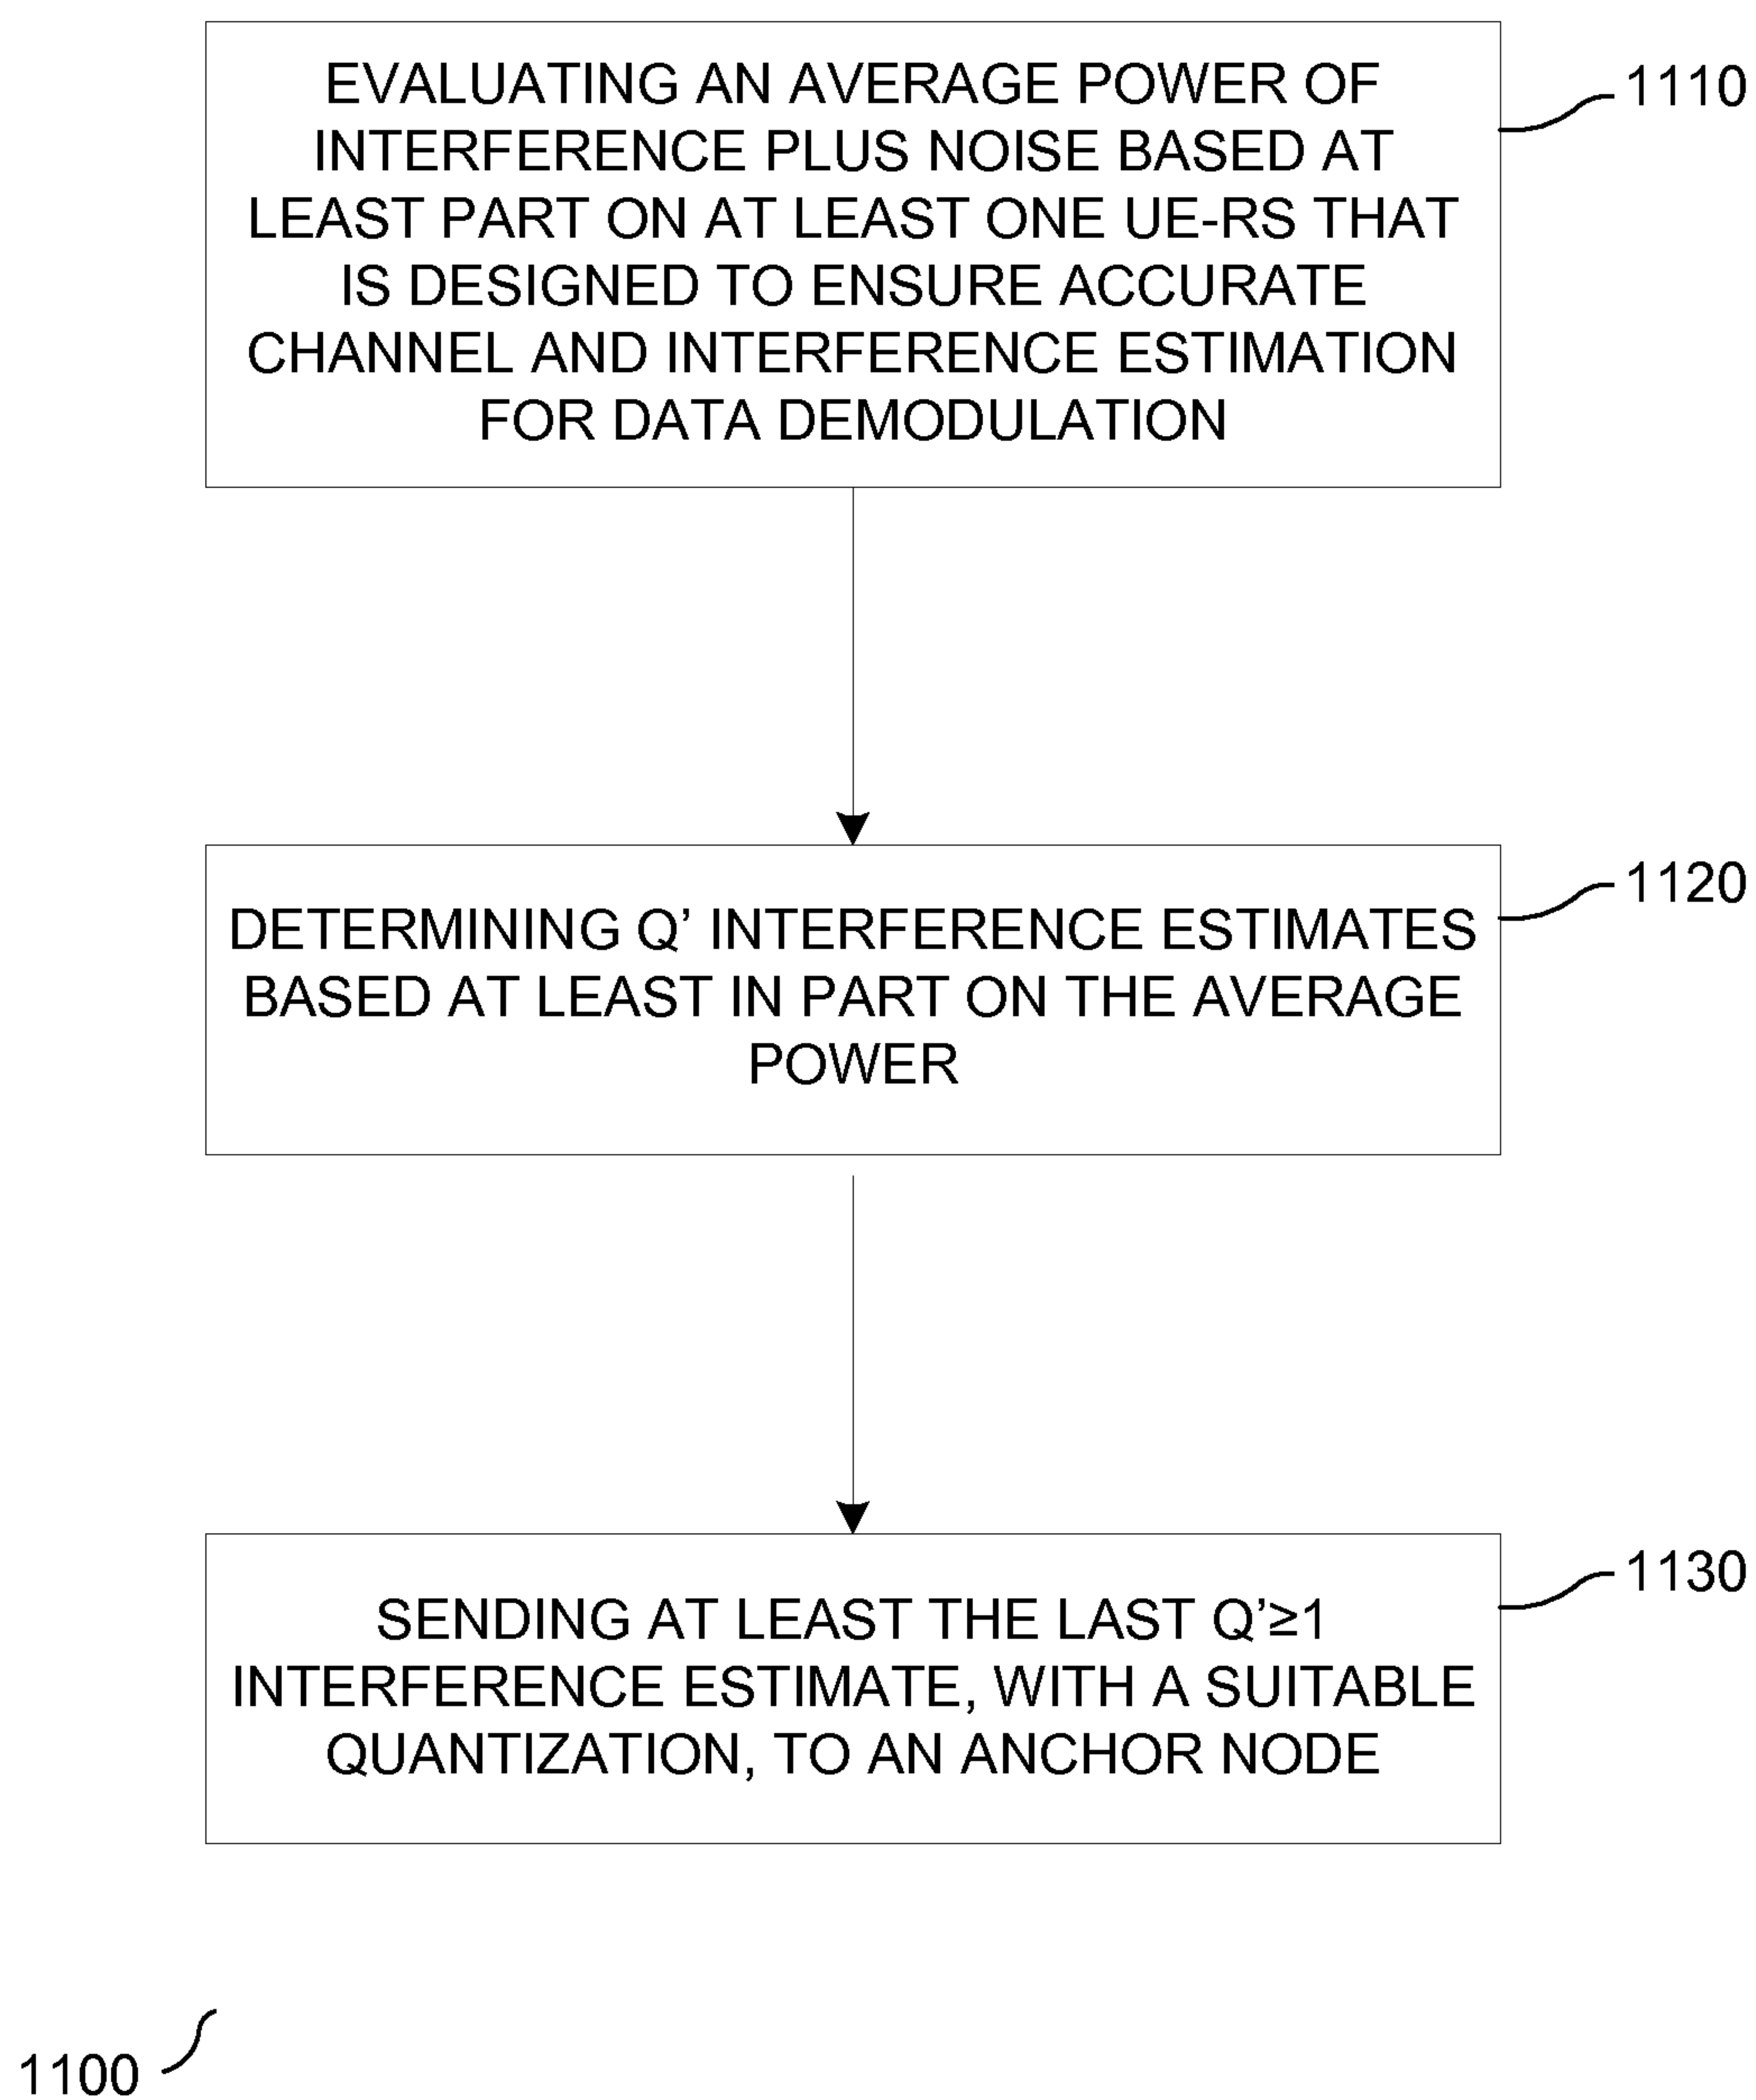 EVALUATING AN AVERAGE POWER OF
INTERFERENCE PLUS NOISE BASED AT
LEAST PART ON AT LEAST ONE UE-RS THAT
IS DESIGNED TO ENSURE ACCURATE
CHANNEL AND INTERFERENCE ESTIMATION
FOR DATA DEMODULATION
1110
DETERMINING Q’ INTERFERENCE ESTIMATES
BASED AT LEAST IN PART ON THE AVERAGE
POWER
1120
SENDING AT LEAST THE LAST Q’≥1
INTERFERENCE ESTIMATE, WITH A SUITABLE
QUANTIZATION, TO AN ANCHOR NODE
1130
1100